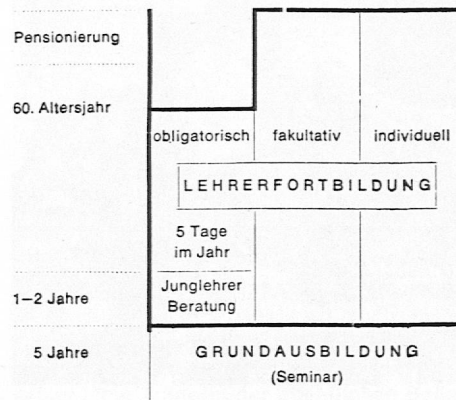 Pensionierung
60. Altersjahr
obligatorisch fakultativ individuell
LEHRERFORTBILDUNG
5 Tage
im Jahr
1–2 Jahre
Junglehrer
Beratung
5 Jahre
GRUNDAUSBILDUNG
(Seminar)